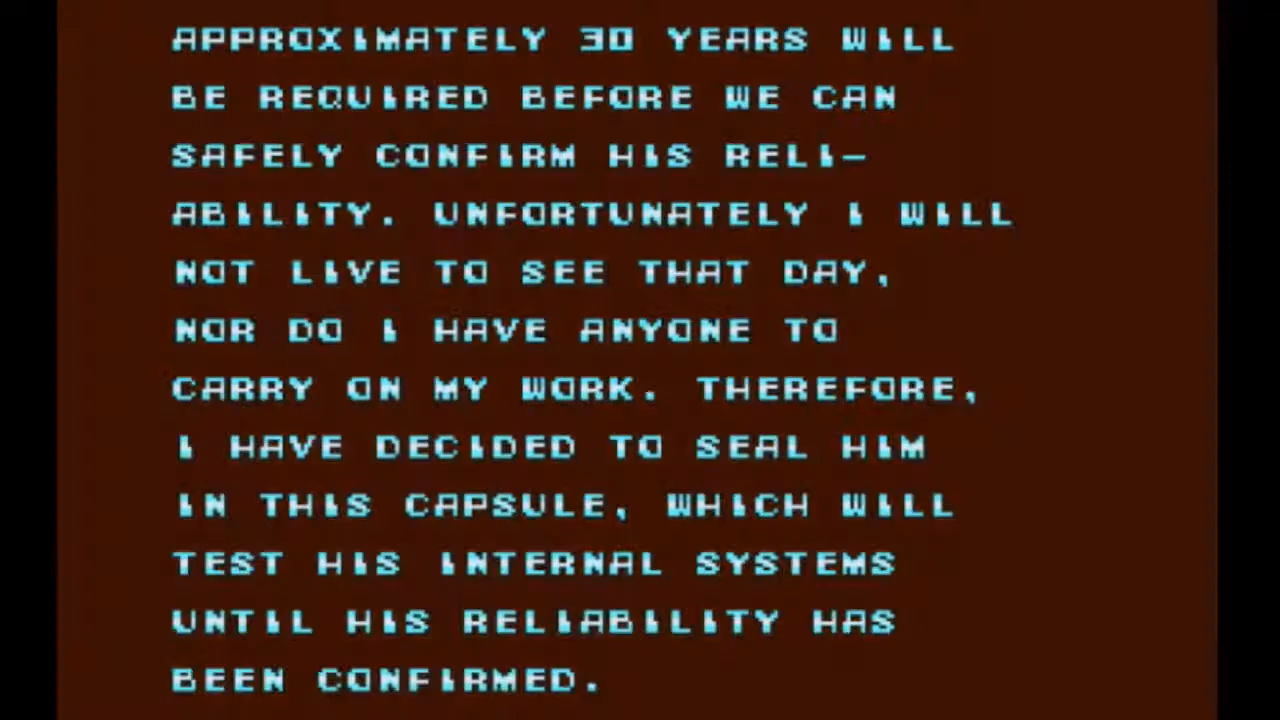 APPROXIMATELY 30 YEARS WILL
BE REQUIRED BEFORE WE CAN
SAFELY CONFIRM HIS RELI-
ABILITY. UNFORTUNATELY I WILL
NOT LIVE TO SEE THAT DAY,
NOR DO I HAVE ANYONE TO
CARRY ON MY WORK. THEREFORE,
I HAVE DECIDED TO SEAL HIM
IN THIS CAPSULE, WHICH WILL
TEST HIS INTERNAL SYSTEMS
UNTIL HIS RELIABILITY HAS
BEEN CONFIRMED.